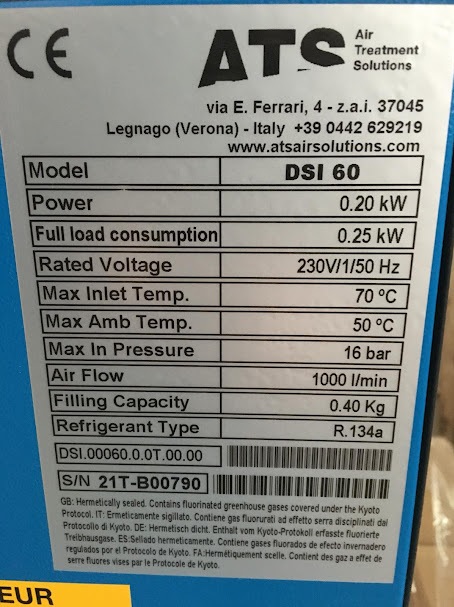 CE
ATS Air
Treatment
Solutions
via E. Ferrari, 4 - z.a.i. 37045
Legnago (Verona) - Italy +39 0442 629219
www.atsairsolutions.com
Model DSI 60
Power 0.20 kW
Full load consumption 0.25 kW
Rated Voltage 230V/1/50 Hz
Max Inlet Temp. 70 ºC
Max Amb Temp. 50 ºC
Max In Pressure 16 bar
Air Flow 1000 l/min
Filling Capacity 0.40 Kg
Refrigerant Type R.134a
DSI.00060.0.0T.00.00
S/N 21T-B00790
GB: Hermetically sealed. Contains fluorinated greenhouse gases covered under the Kyoto
Protocol. IT: Ermeticamente sigillato. Contiene gas fluorurati ad effetto serra disciplinati dal
Protocollo di Kyoto. DE: Hermetisch dicht. Enthalt vom Kyoto-Protokoll erfasste fluorierte
Treibhausgase. ES:Sellado hermeticamente. Contiene gases fluorados de efecto invernadero
regulados por el Protocolo de Kyoto. FA:Hermétiquement scelle. Contient des gaz a effet de
serre fluores vises par le Protocole de Kyoto.
EUR